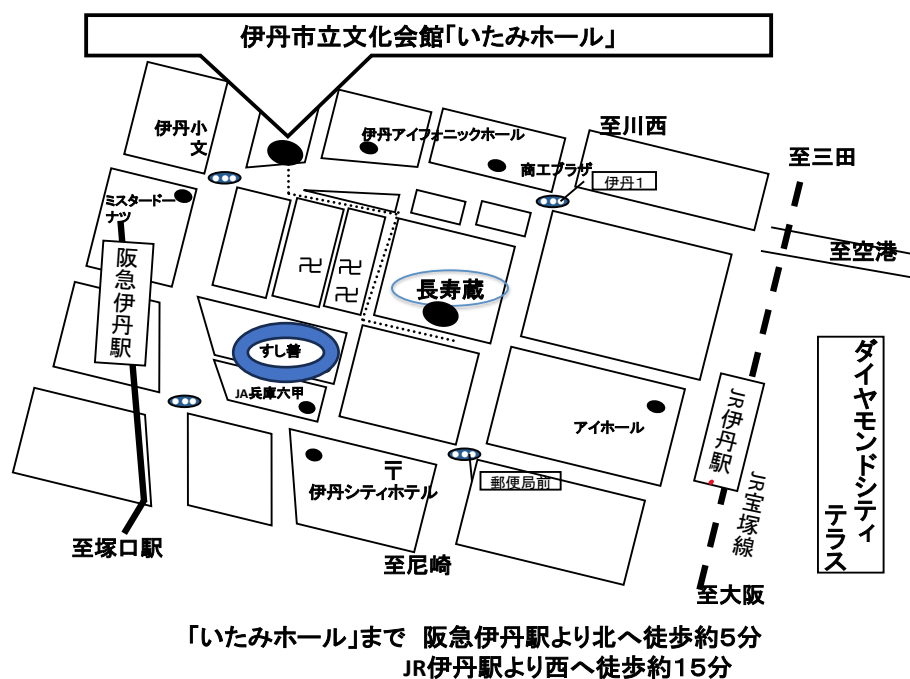 伊丹市立文化会館「いたみホール」
至川西
伊丹小
文
伊丹アイフォニックホール
至三田
商工プラザ
伊丹1
ミスタードー
ナツ
至空港
阪急伊丹駅
卍
卍
卍
長寿蔵
すし善
JA兵庫六甲
アイホール
JR伊丹駅
ダイヤモンドシティ
テラス
〒
伊丹シティホテル
郵便局前
JR宝塚線
至塚口駅
至尼崎
至大阪
「いたみホール」まで 阪急伊丹駅より北へ徒歩約5分
JR伊丹駅より西へ徒歩約15分